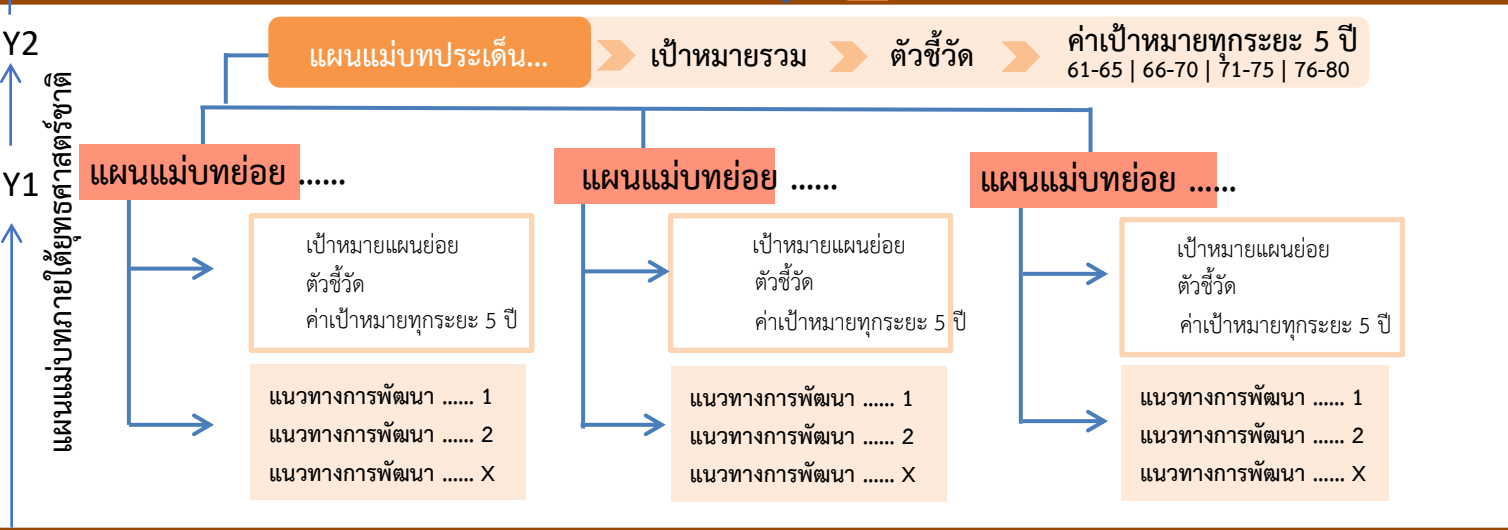 Y2
Y1
แผนแม่บทภายใต้ยุทธศาสตร์ชาติ
แผนแม่บทประเด็น...
เป้าหมายรวม
ตัวชี้วัด
ค่าเป้าหมายทุกระยะ 5 ปี
61-65 | 66-70 | 71-75 | 76-80
แผนแม่บทย่อย ......
เป้าหมายแผนย่อย
ตัวชี้วัด
ค่าเป้าหมายทุกระยะ 5 ปี
แนวทางการพัฒนา ...... 1
แนวทางการพัฒนา ...... 2
แนวทางการพัฒนา ...... X
แผนแม่บทย่อย ......
เป้าหมายแผนย่อย
ตัวชี้วัด
ค่าเป้าหมายทุกระยะ 5 ปี
แนวทางการพัฒนา ...... 1
แนวทางการพัฒนา ...... 2
แนวทางการพัฒนา ...... X
แผนแม่บทย่อย ......
เป้าหมายแผนย่อย
ตัวชี้วัด
ค่าเป้าหมายทุกระยะ 5 ปี
แนวทางการพัฒนา ...... 1
แนวทางการพัฒนา ...... 2
แนวทางการพัฒนา ...... X